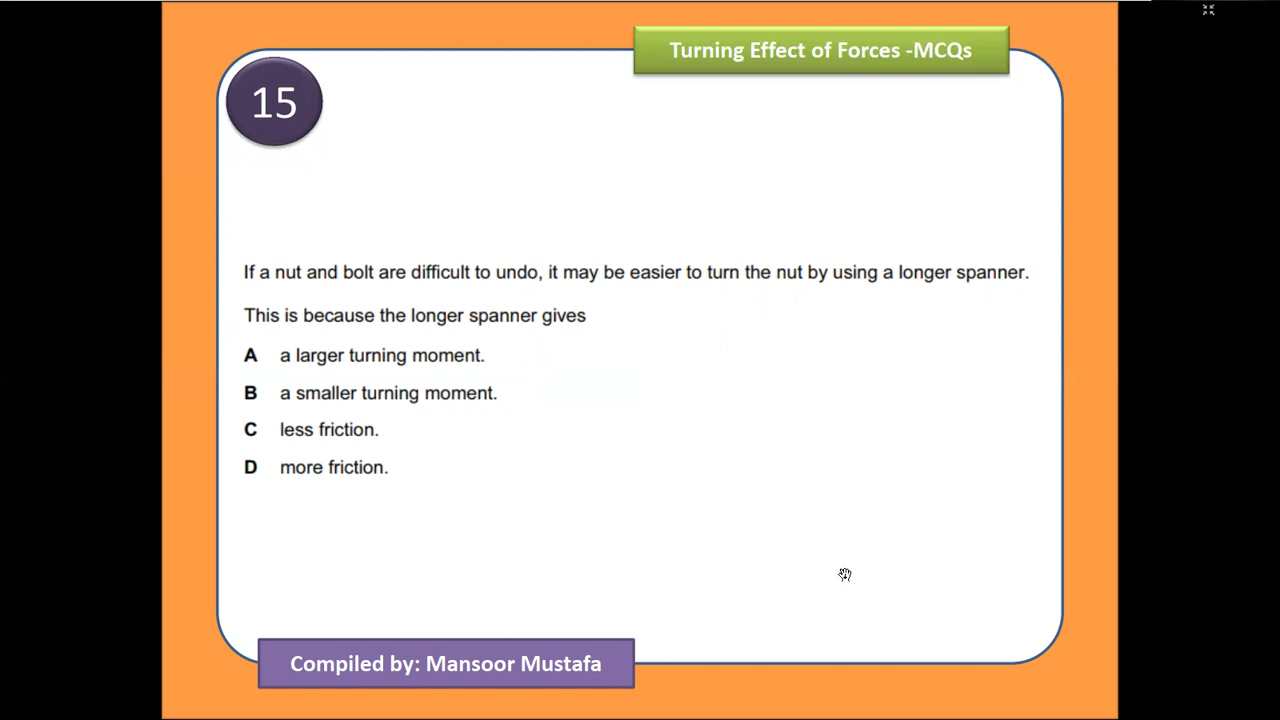 Turning Effect of Forces -MCQs
15
If a nut and bolt are difficult to undo, it may be easier to turn the nut by using a longer spanner.
This is because the longer spanner gives
A a larger turning moment.
B a smaller turning moment.
C less friction.
D more friction.
Compiled by: Mansoor Mustafa